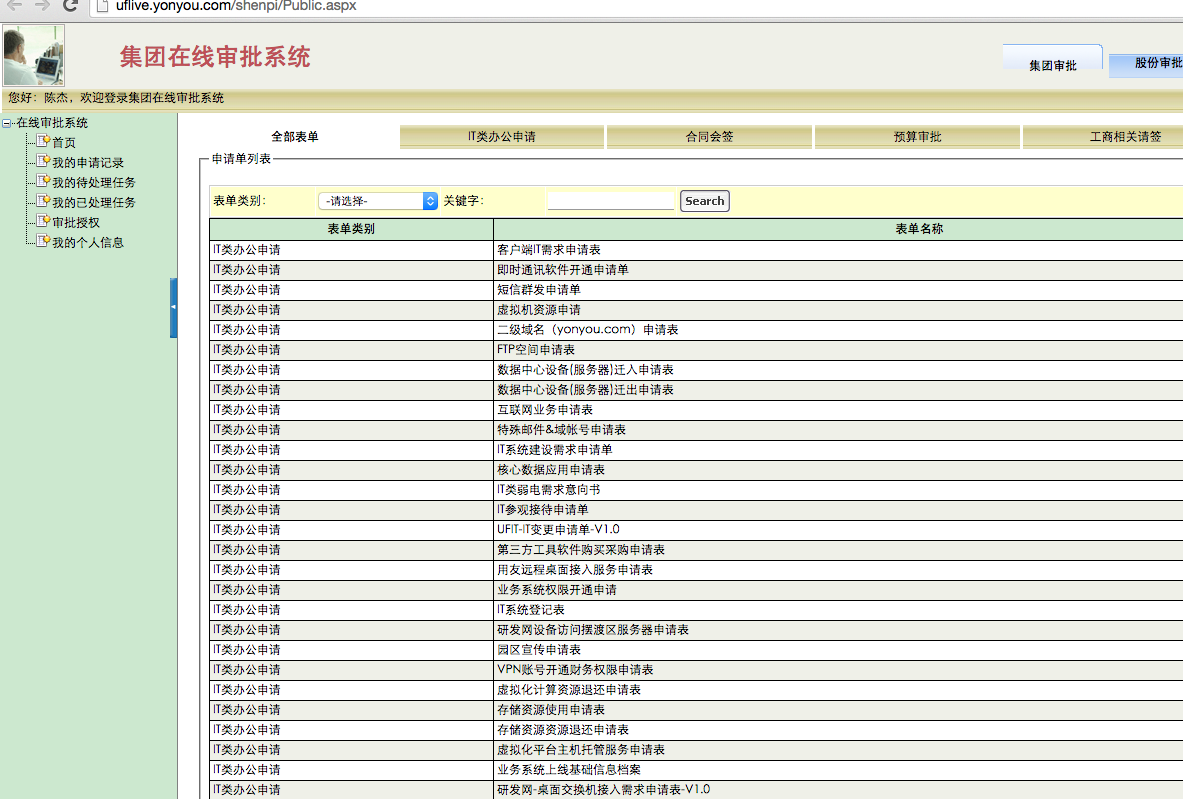 uflive.yonyou.com/shenpi/Public.aspx
集团在线审批系统
集团审批
股份审批
您好：陈杰，欢迎登录集团在线审批系统
在线审批系统
首页
我的申请记录
我的待处理任务
我的已处理任务
审批授权
我的个人信息
全部表单 IT类办公申请 合同会签 预算审批 工商相关请签
申请单列表
表单类别： -请选择- 关键字： Search
表单类别 表单名称
IT类办公申请 客户端IT需求申请表
IT类办公申请 即时通讯软件开通申请单
IT类办公申请 短信群发申请单
IT类办公申请 虚拟机资源申请
IT类办公申请 二级域名（yonyou.com）申请表
IT类办公申请 FTP空间申请表
IT类办公申请 数据中心设备(服务器)迁入申请表
IT类办公申请 数据中心设备(服务器)迁出申请表
IT类办公申请 互联网业务申请表
IT类办公申请 特殊邮件&域帐号申请表
IT类办公申请 IT系统建设需求申请单
IT类办公申请 核心数据应用申请表
IT类办公申请 IT类弱电需求意向书
IT类办公申请 IT参观接待申请单
IT类办公申请 UFIT-IT变更申请单-V1.0
IT类办公申请 第三方工具软件购买采购申请表
IT类办公申请 用友远程桌面接入服务申请表
IT类办公申请 业务系统权限开通申请
IT类办公申请 IT系统登记表
IT类办公申请 研发网设备访问摆渡区服务器申请表
IT类办公申请 园区宣传申请表
IT类办公申请 VPN账号开通财务权限申请表
IT类办公申请 虚拟化计算资源退还申请表
IT类办公申请 存储资源使用申请表
IT类办公申请 存储资源资源退还申请表
IT类办公申请 虚拟化平台主机托管服务申请表
IT类办公申请 业务系统上线基础信息档案
IT类办公申请 研发网-桌面交换机接入需求申请表-V1.0